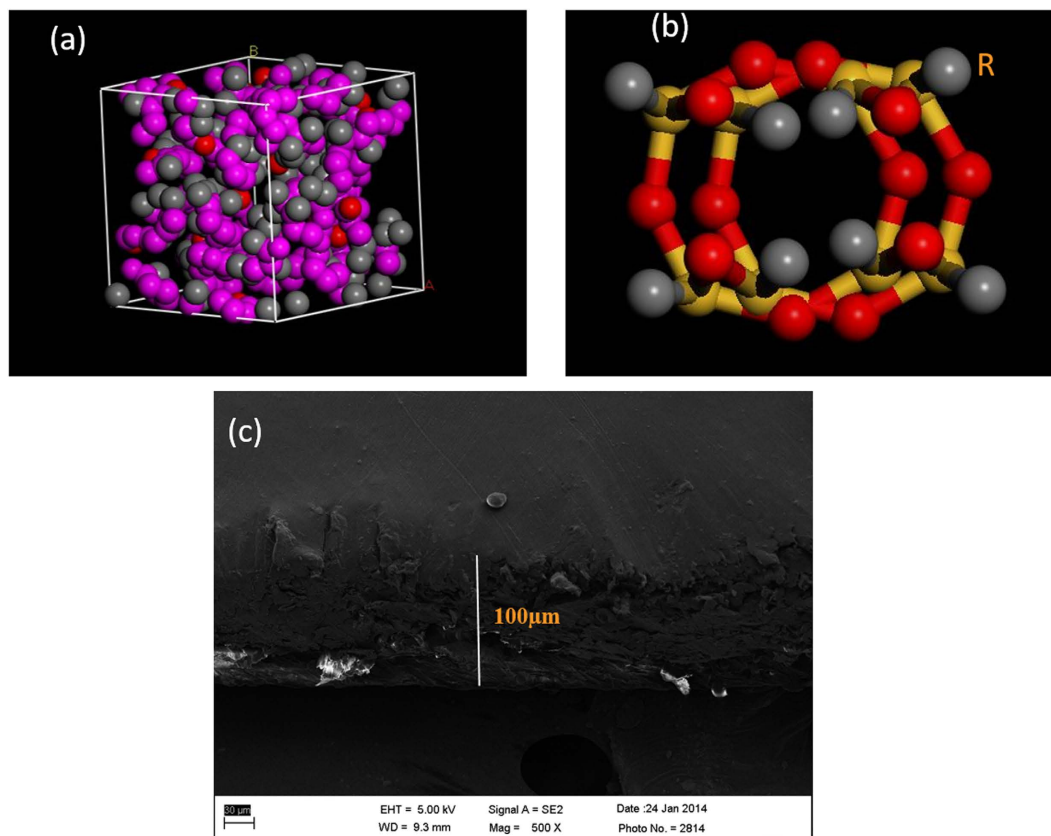 (a)
B
A
(b)
R
(c)
100μm
30 μm
EHT = 5.00 kV
Signal A = SE2
Date :24 Jan 2014
WD = 9.3 mm
Mag = 500 X
Photo No. = 2814